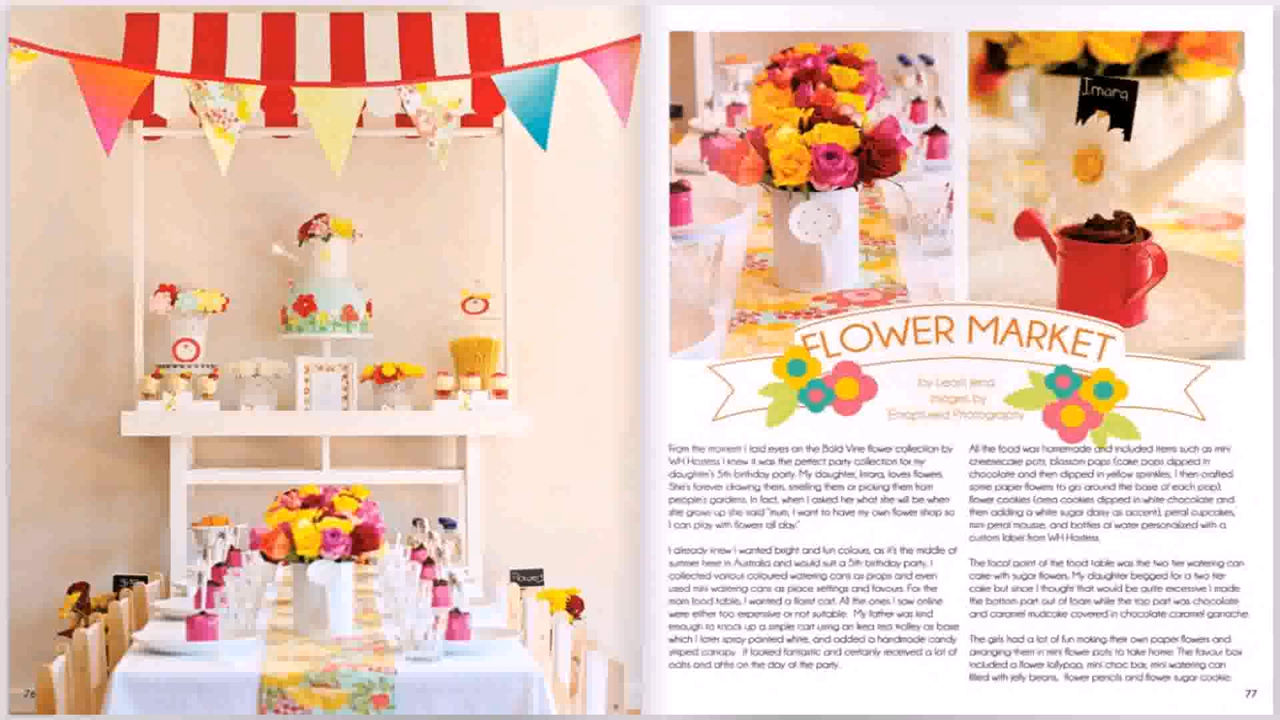 Imara
FLOWER MARKET
by Leah Rena
Images by
Emazulwed Photography
From the moment I laid eyes on the Bold Vine flower collection by
WH Hostess I knew it was the perfect party collection for my
daughter's 5th birthday party. My daughter, Imara, loves flowers.
She's forever drawing them, smelling them or picking them from
people's gardens. In fact, when I asked her what she will be when
she grows up she said "mum, I want to have my own flower shop so
I can play with flowers all day."
I already knew I wanted bright and fun colours, as it's the middle of
summer here in Australia and would suit a 5th birthday party. I
collected various coloured watering cans as props and even
used mini watering cans as place settings and favours. For the
main food table, I wanted a florist cart. All the ones I saw online
were either too expensive or not suitable. My father was kind
enough to knock up a simple cart using an Ikea tea trolley as base
which I later spray painted white, and added a handmade candy
striped canopy. It looked fantastic and certainly received a lot of
oohs and ahhs on the day of the party.
All the food was homemade and included items such as mini
cheesecake pots, blossom pops (cake pops dipped in
chocolate and then dipped in yellow sprinkles, I then crafted
some paper flowers to go around the base of each pop),
flower cookies (oreo cookies dipped in white chocolate and
then adding a white sugar daisy as accent), petal cupcakes,
mini petal mousse, and bottles of water personalized with a
custom label from WH Hostess.
The focal point of the food table was the two tier watering can
cake with sugar flowers. My daughter begged for a two tier
cake but since I thought that would be quite excessive I made
the bottom part out of foam while the top part was chocolate
and caramel mudcake covered in chocolate caramel ganache.
The girls had a lot of fun making their own paper flowers and
arranging them in mini flower pots to take home. The favour box
included a flower lollypop, mini choc bar, mini watering can
filled with jelly beans, flower pencils and flower sugar cookie.
76
77